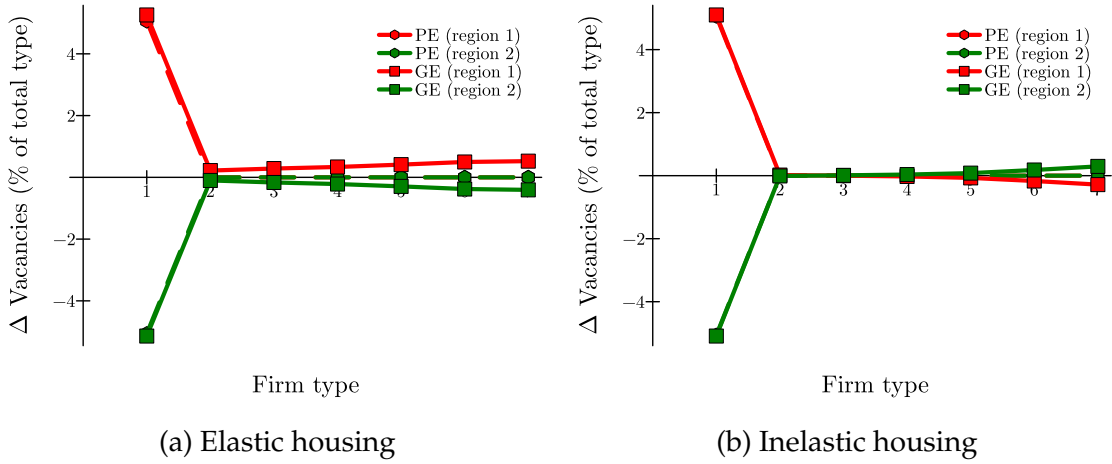 Δ Vacancies (% of total type)
4
2
−2
−4
1
2
3
4
5
6
PE (region 1)
PE (region 2)
GE (region 1)
GE (region 2)
Firm type
(a) Elastic housing
Δ Vacancies (% of total type)
4
2
−2
−4
1
2
3
4
5
6
7
PE (region 1)
PE (region 2)
GE (region 1)
GE (region 2)
Firm type
(b) Inelastic housing